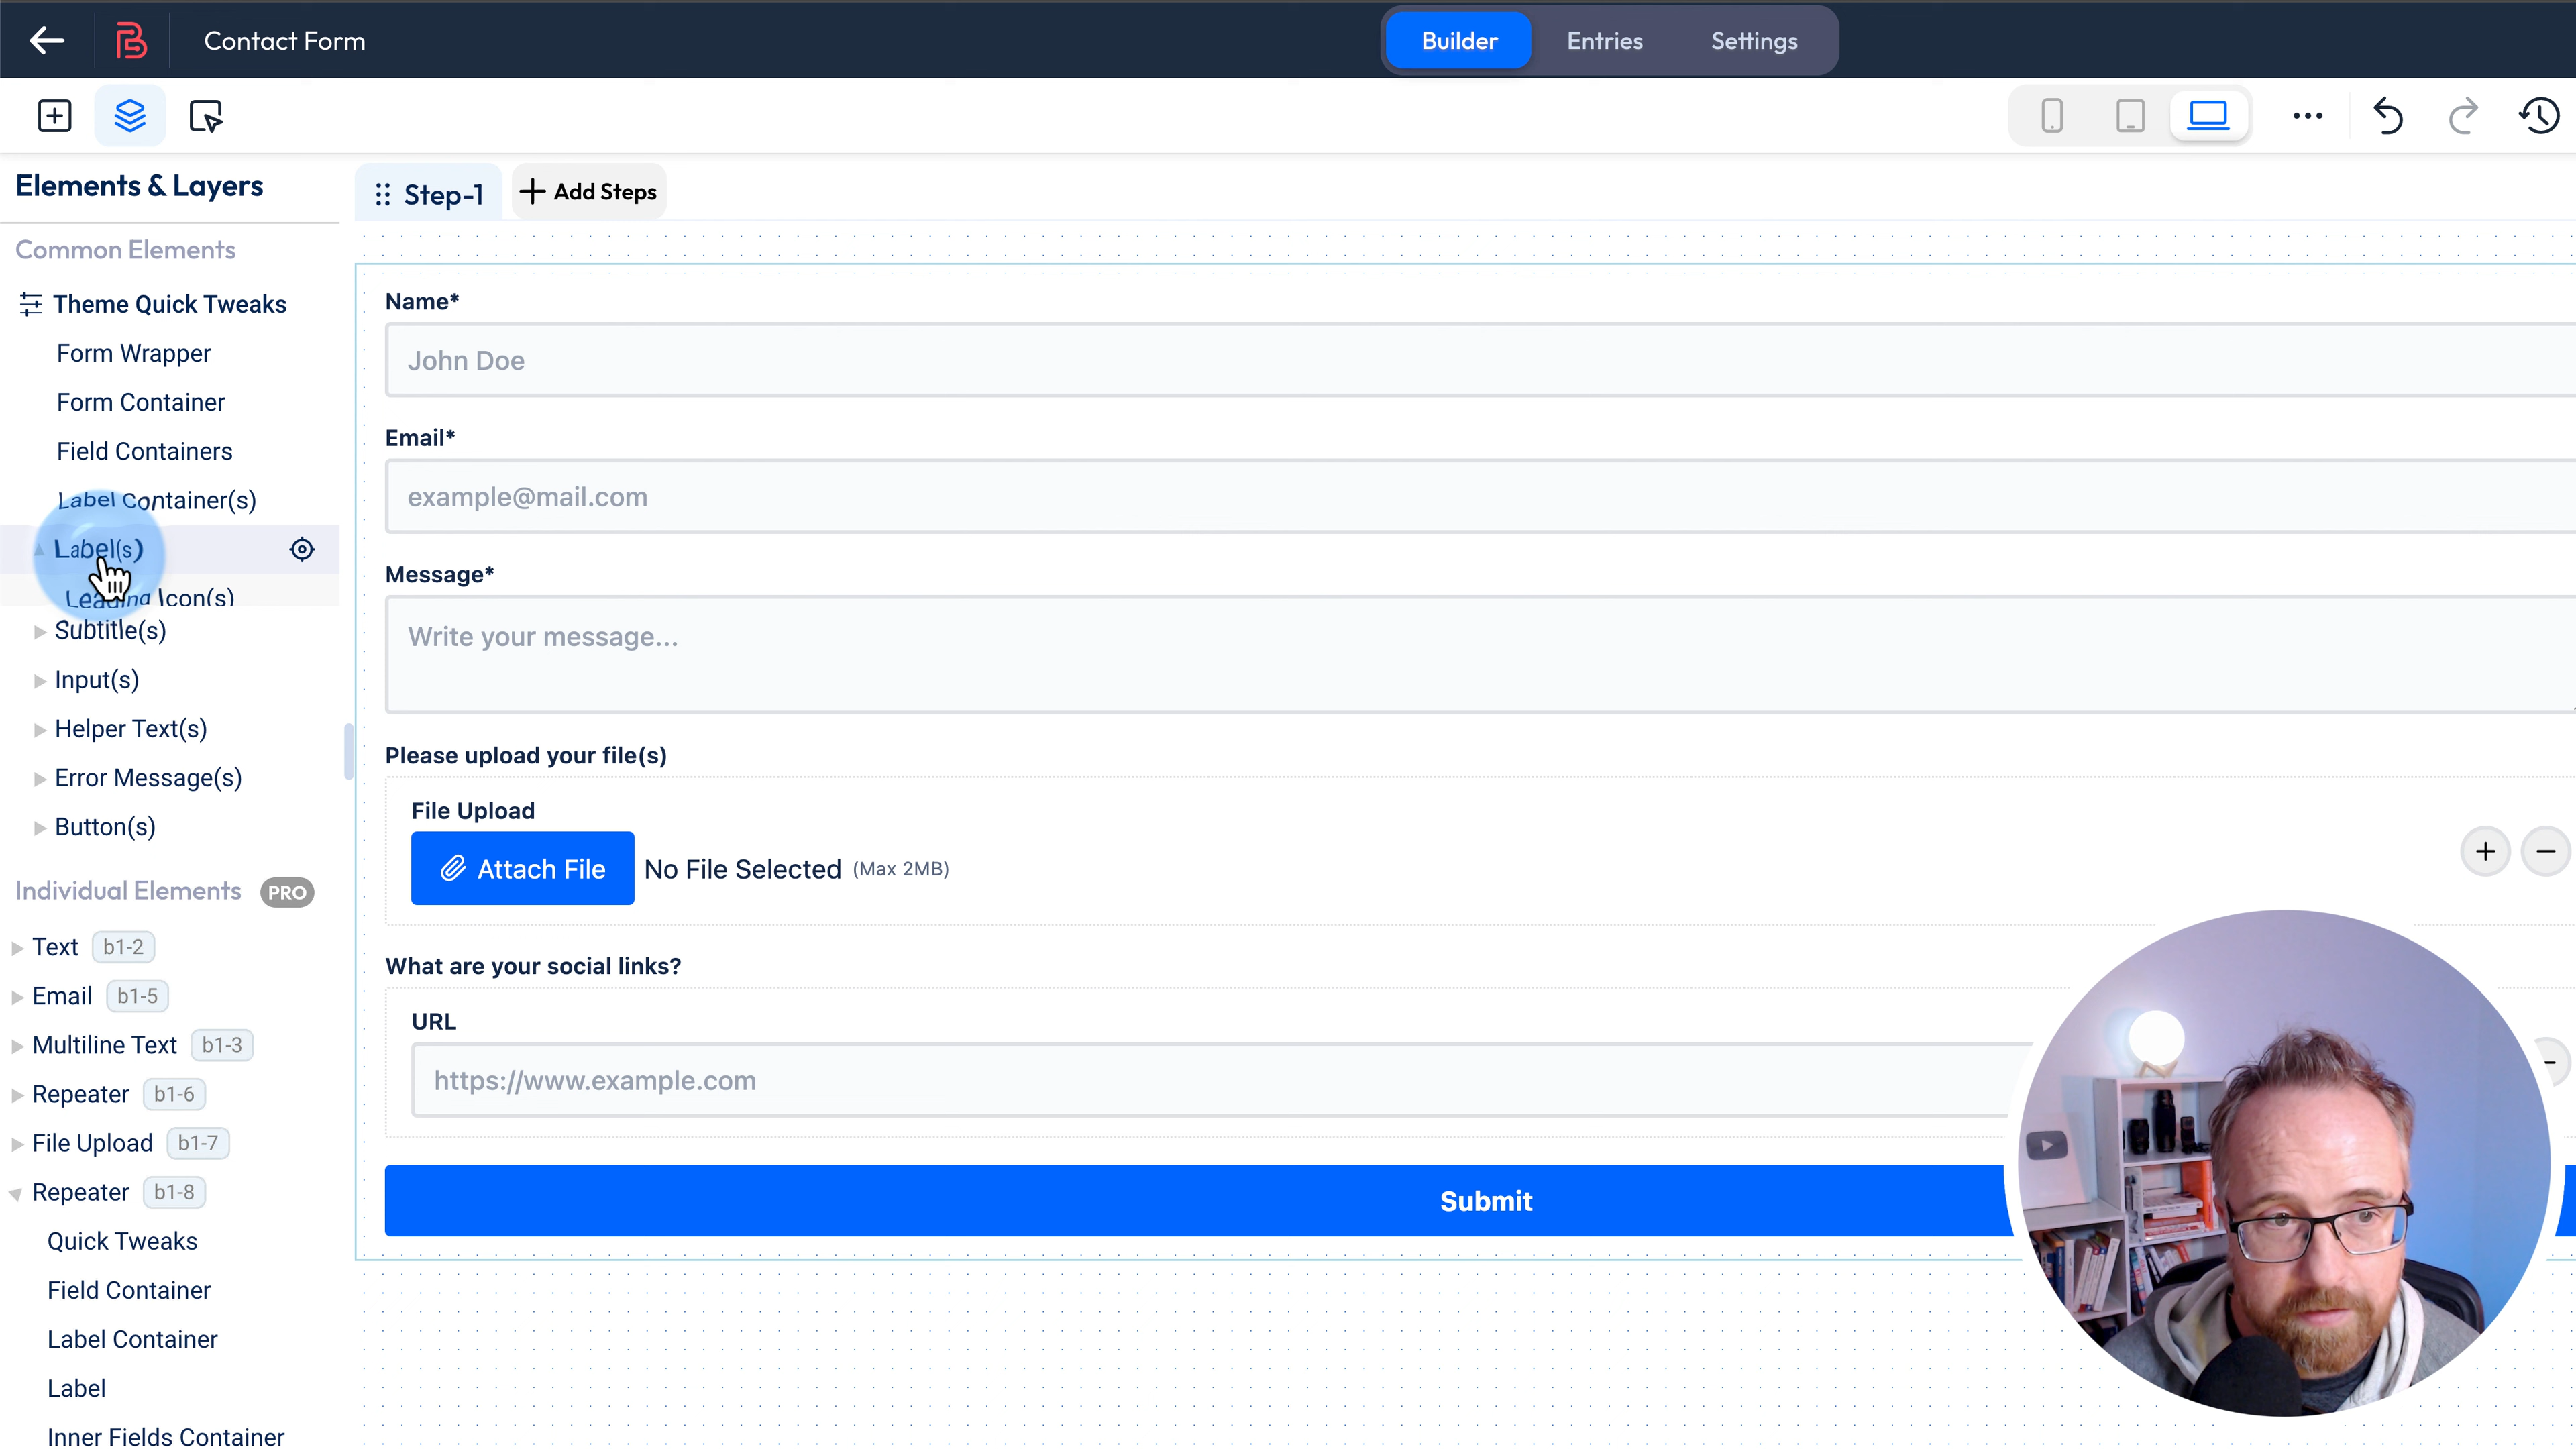 Contact Form
Builder Entries Settings
Elements & Layers
Step-1
Add Steps
Common Elements
Theme Quick Tweaks
Form Wrapper
Form Container
Field Containers
Label Container(s)
Label(s)
Leading Icon(s)
Subtitle(s)
Input(s)
Helper Text(s)
Error Message(s)
Button(s)
Individual Elements PRO
Text b1-2
Email b1-5
Multiline Text b1-3
Repeater b1-6
File Upload b1-7
Repeater b1-8
Quick Tweaks
Field Container
Label Container
Label
Inner Fields Container
Name*
John Doe
Email*
example@mail.com
Message*
Write your message...
Please upload your file(s)
File Upload
Attach File No File Selected (Max 2MB)
What are your social links?
URL
https://www.example.com
Submit